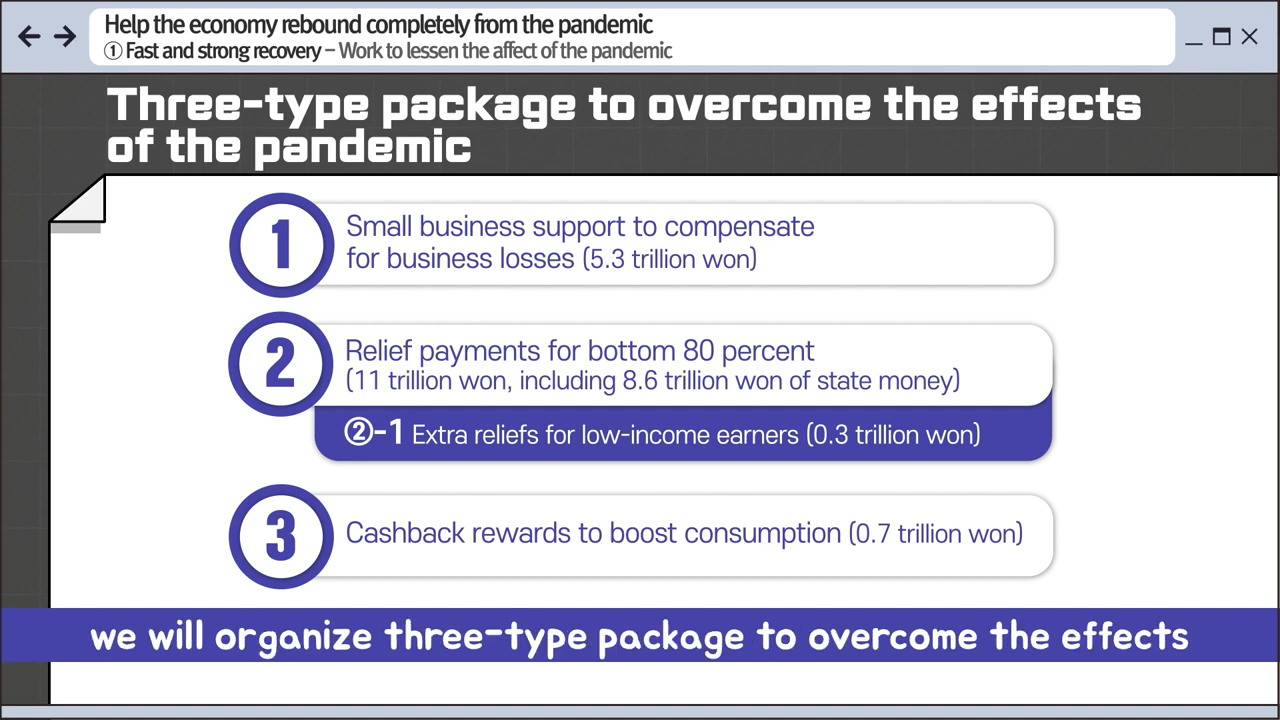 Help the economy rebound completely from the pandemic
① Fast and strong recovery – Work to lessen the affect of the pandemic
Three-type package to overcome the effects
of the pandemic
1
Small business support to compensate
for business losses (5.3 trillion won)
2
Relief payments for bottom 80 percent
(11 trillion won, including 8.6 trillion won of state money)
②-1 Extra reliefs for low-income earners (0.3 trillion won)
3
Cashback rewards to boost consumption (0.7 trillion won)
we will organize three-type package to overcome the effects